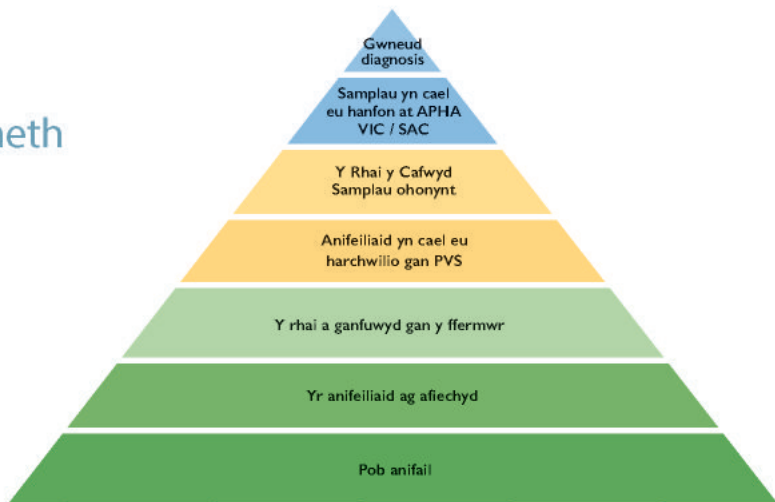 Gwneud
diagnosis
Samplau yn cael
eu hanfon at APHA
VIC / SAC
neth
Y Rhai y Cafwyd
Samplau ohonynt
Anifeiliaid yn cael eu
harchwilio gan PVS
Y rhai a ganfuwyd gan y ffermwr
Yr anifeiliaid ag afiechyd
Pob anifail